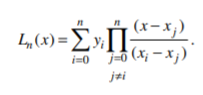 L_n(x) = \sum_{i=0}^{n} y_i \prod_{\substack{j=0 \\ j \neq i}}^{n} \frac{(x-x_j)}{(x_i-x_j)}.